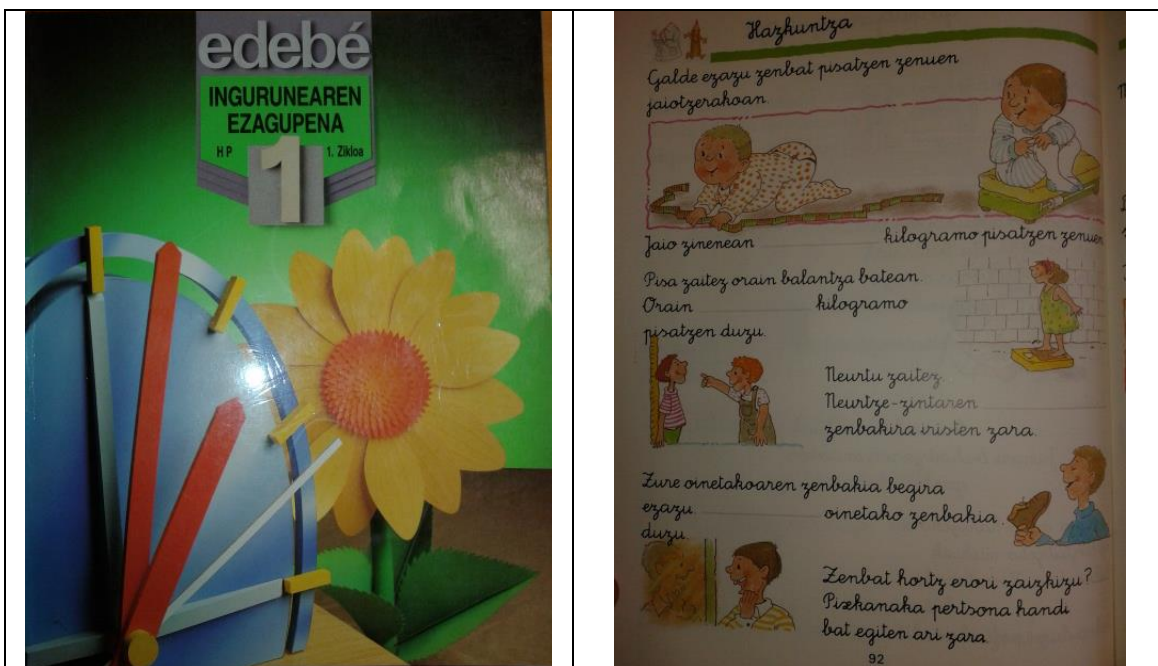 edebé
INGURUNEAREN
EZAGUPENA
H P 1. Zikloa
1
Hazkuntza
Galde ezazu zenbat pisatzen zenuen
jaiotzerakoan.
Jaio zinenean kilogramo pisatzen zenuen
Pisa zaitez orain balantza batean.
Orain kilogramo
pisatzen duzu.
Neurtu zaitez.
Neurtze-zintaren
zenbakira iristen zara.
Zure oinetakoaren zenbakia begira
ezazu. oinetako zenbakia
duzu.
Zenbat hortz erori zaizkizu?
Pixkanaka pertsona handi
bat egiten ari zara.
92